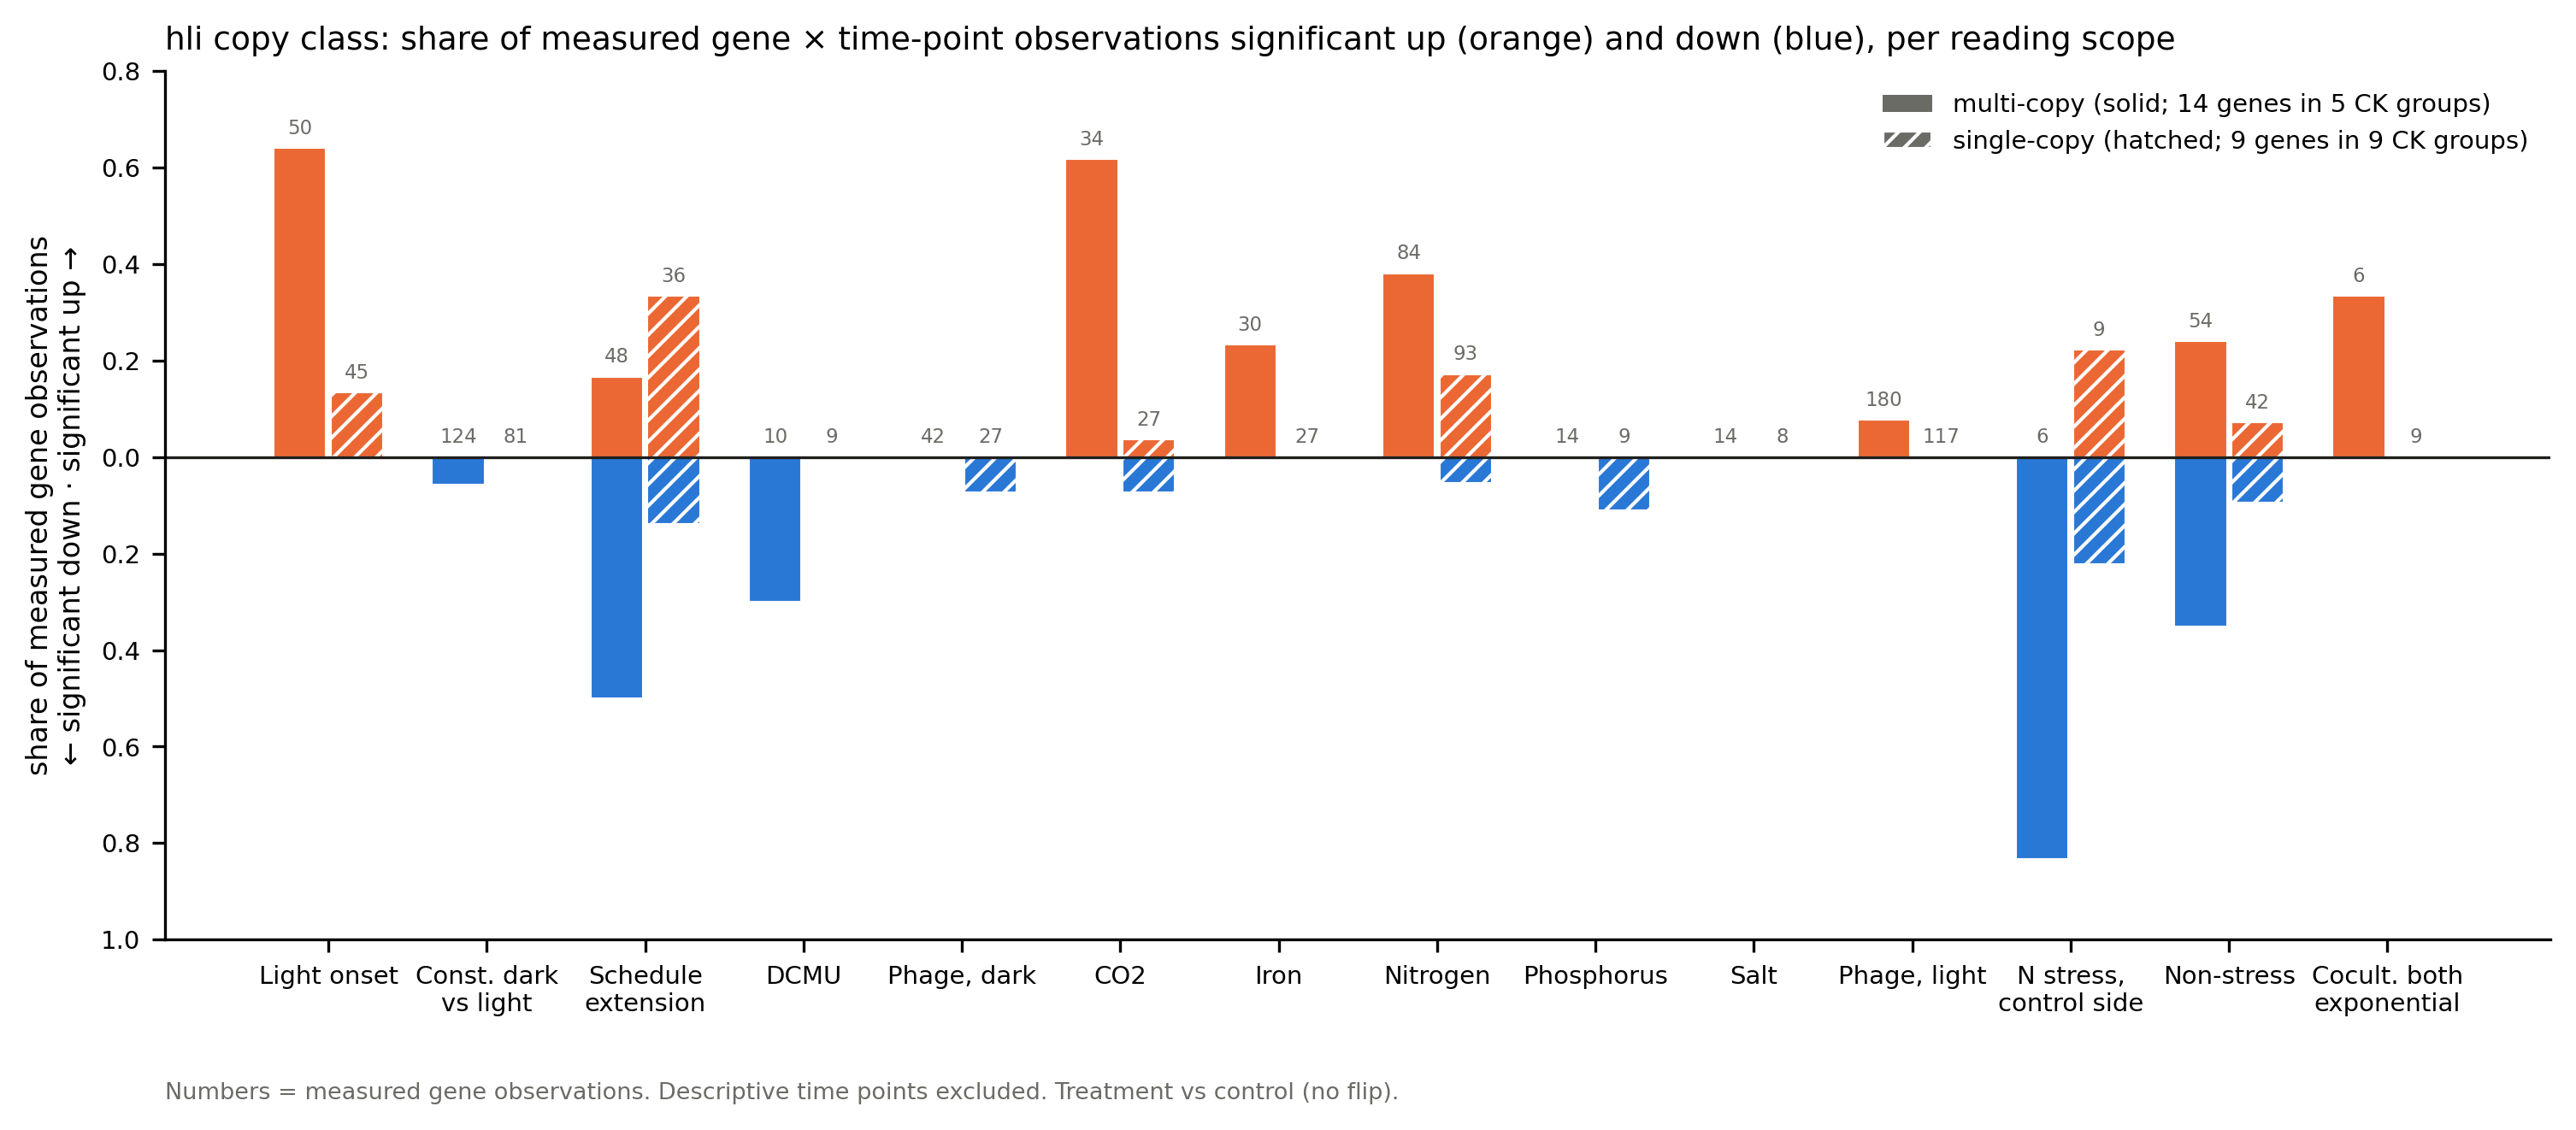 hli copy class: share of measured gene × time-point observations significant up (orange) and down (blue), per reading scope
multi-copy (solid; 14 genes in 5 CK groups)
single-copy (hatched; 9 genes in 9 CK groups)
share of measured gene observations
← significant down · significant up →
0.8
0.6
0.4
0.2
0.0
0.2
0.4
0.6
0.8
1.0
50 45
124 81
48 36
10 9
42 27
34 27
30 27
84 93
14 9
14 8
180 117
6 9
54 42
6 9
Light onset
Const. dark
vs light
Schedule
extension
DCMU
Phage, dark
CO2
Iron
Nitrogen
Phosphorus
Salt
Phage, light
N stress,
control side
Non-stress
Cocult. both
exponential
Numbers = measured gene observations. Descriptive time points excluded. Treatment vs control (no flip).